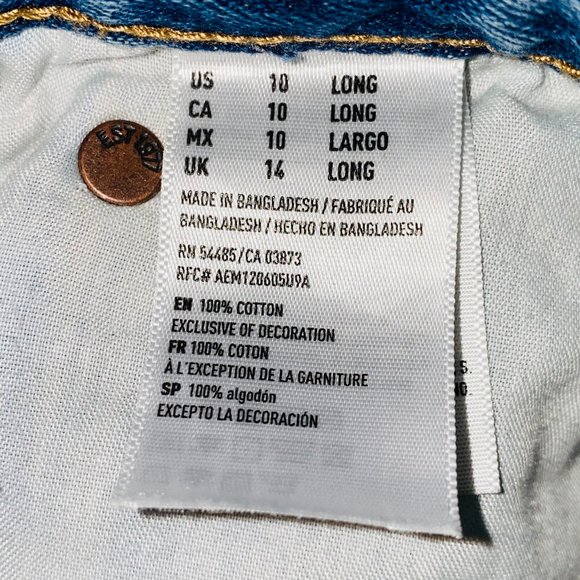 US 10 LONG
CA 10 LONG
MX 10 LARGO
UK 14 LONG
MADE IN BANGLADESH / FABRIQUÉ AU
BANGLADESH / HECHO EN BANGLADESH
RN 54485/CA 03873
RFC# AEM120605U9A
EN 100% COTTON
EXCLUSIVE OF DECORATION
FR 100% COTON
À L'EXCEPTION DE LA GARNITURE
SP 100% algodón
EXCEPTO LA DECORACIÓN
EST 1977